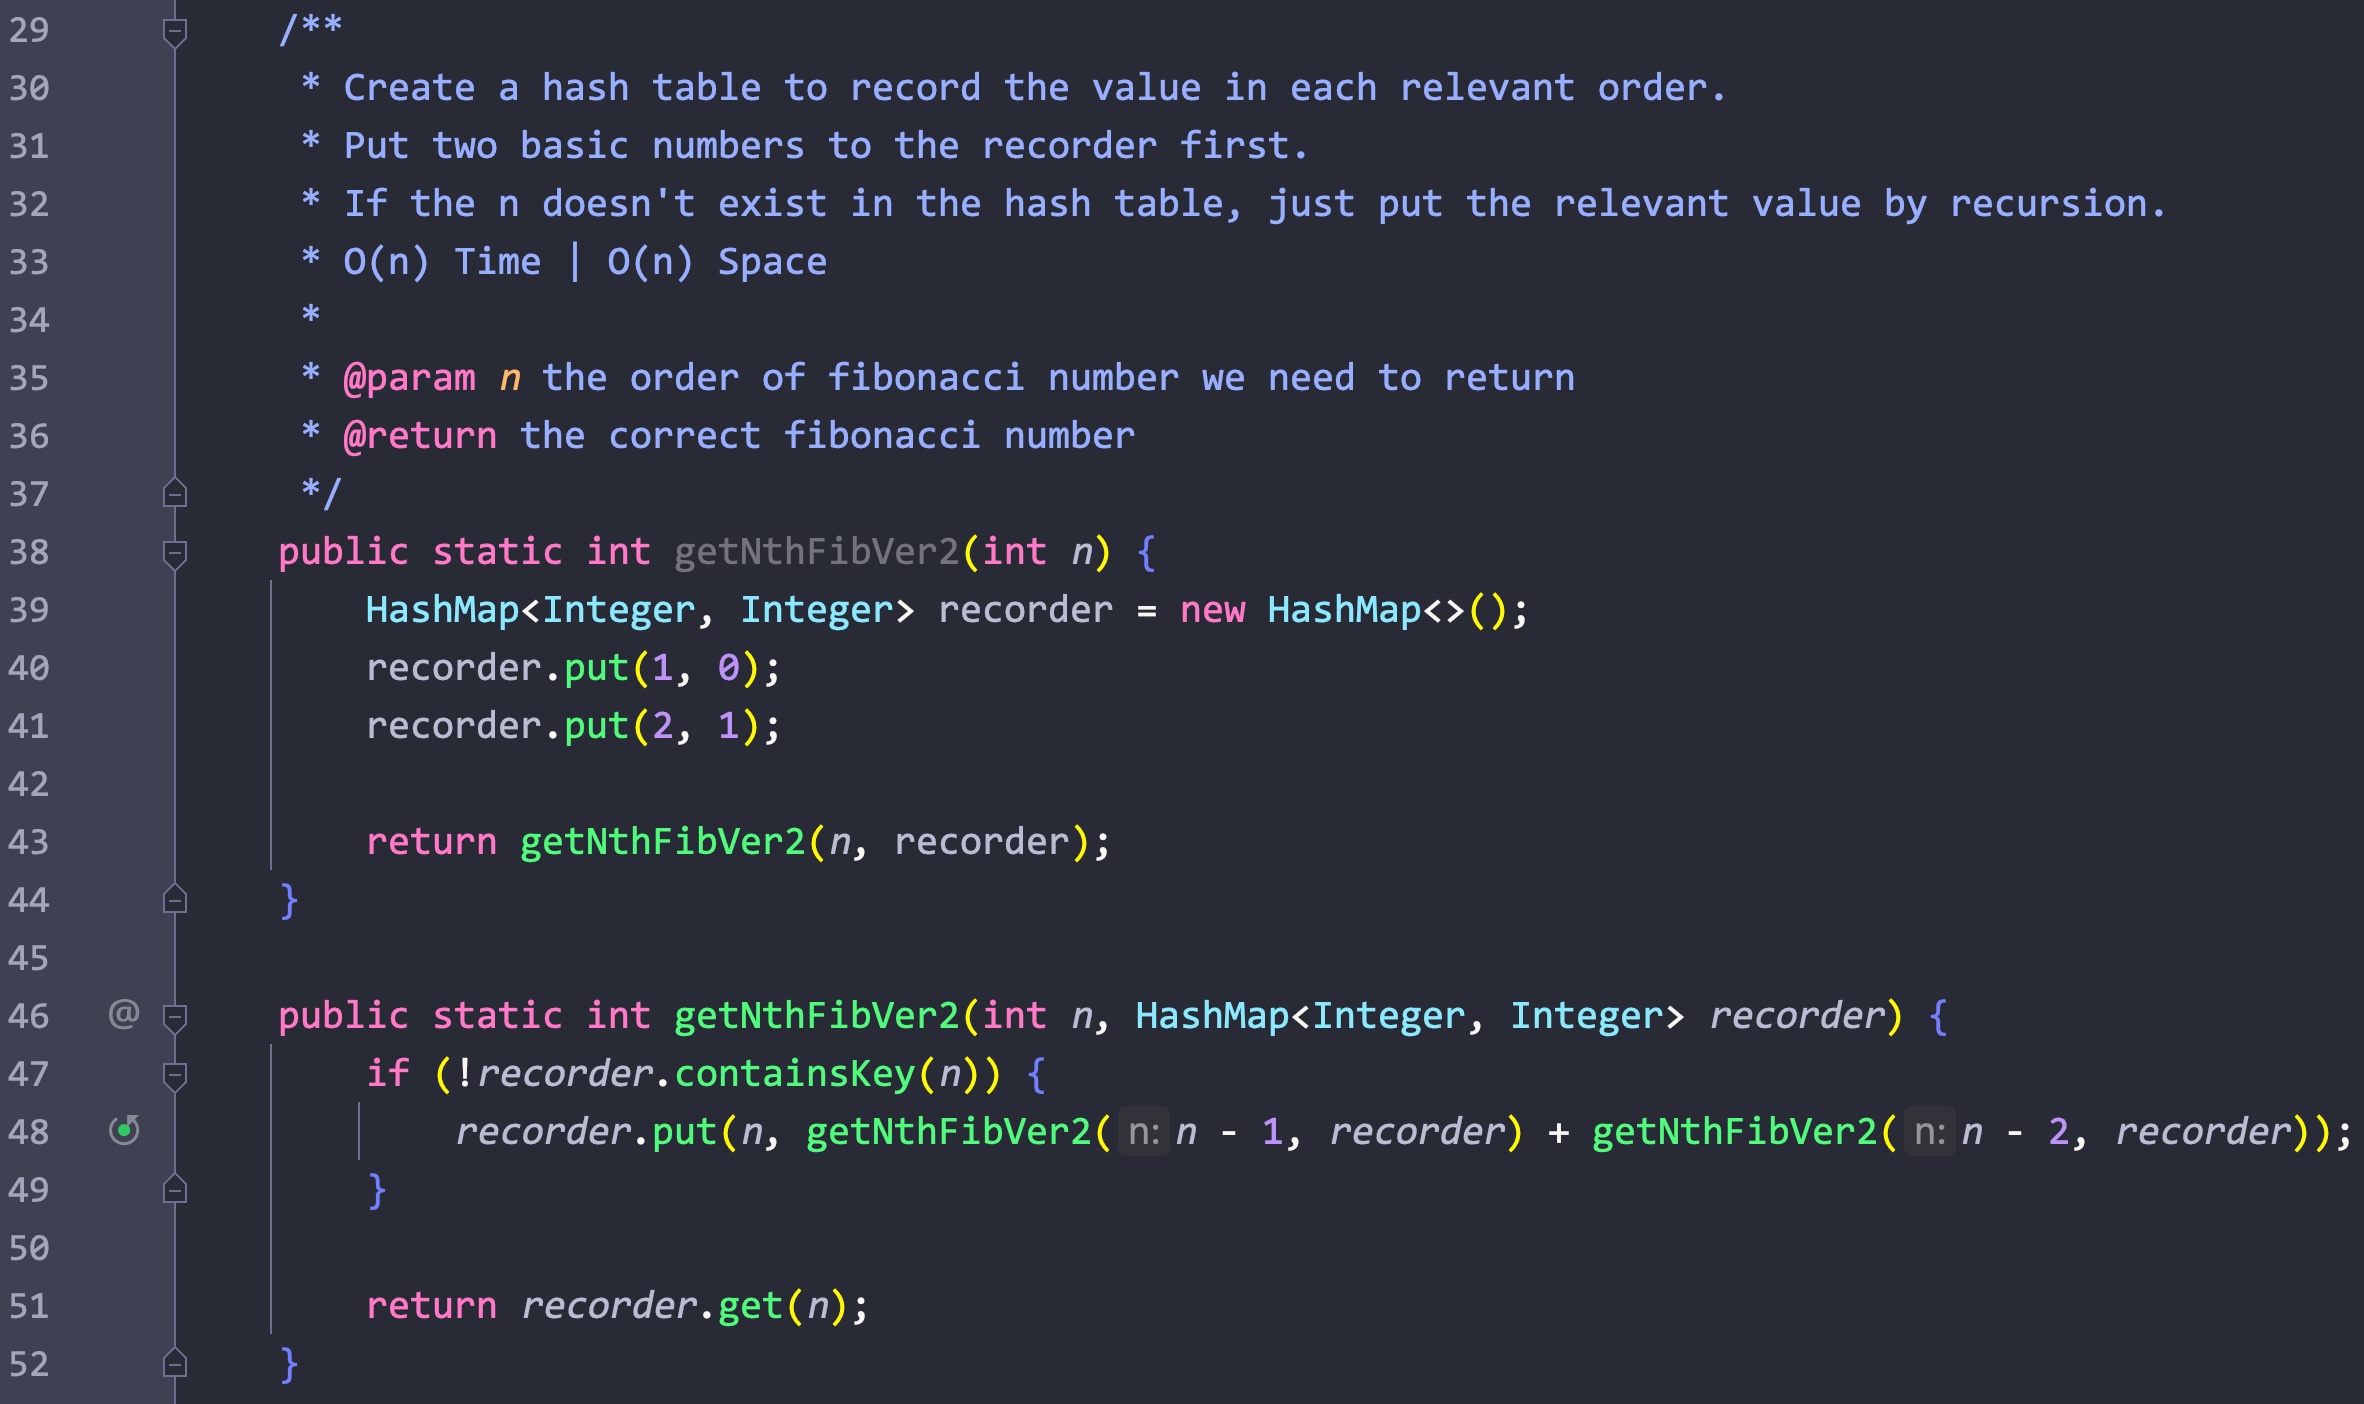 29 /**
30 * Create a hash table to record the value in each relevant order.
31 * Put two basic numbers to the recorder first.
32 * If the n doesn't exist in the hash table, just put the relevant value by recursion.
33 * O(n) Time | O(n) Space
34 *
35 * @param n the order of fibonacci number we need to return
36 * @return the correct fibonacci number
37 */
38 public static int getNthFibVer2(int n) {
39 HashMap<Integer, Integer> recorder = new HashMap<>();
40 recorder.put(1, 0);
41 recorder.put(2, 1);
42
43 return getNthFibVer2(n, recorder);
44 }
45
46 @ public static int getNthFibVer2(int n, HashMap<Integer, Integer> recorder) {
47 if (!recorder.containsKey(n)) {
48 recorder.put(n, getNthFibVer2( n: n - 1, recorder) + getNthFibVer2( n: n - 2, recorder));
49 }
50
51 return recorder.get(n);
52 }